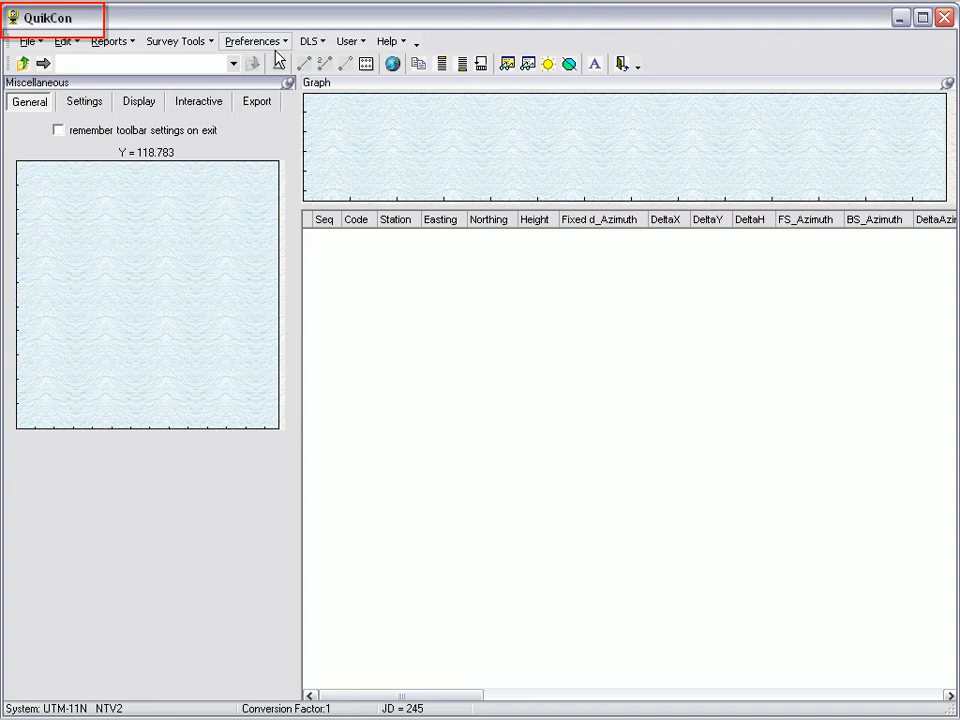 QuikCon
File Edit Reports Survey Tools Preferences DLS User Help
Miscellaneous
Graph
General Settings Display Interactive Export
remember toolbar settings on exit
Y = 118.783
Seq Code Station Easting Northing Height Fixed d_Azimuth DeltaX DeltaY DeltaH FS_Azimuth BS_Azimuth DeltaAzi
System: UTM-11N NTV2 Conversion Factor:1 JD = 245